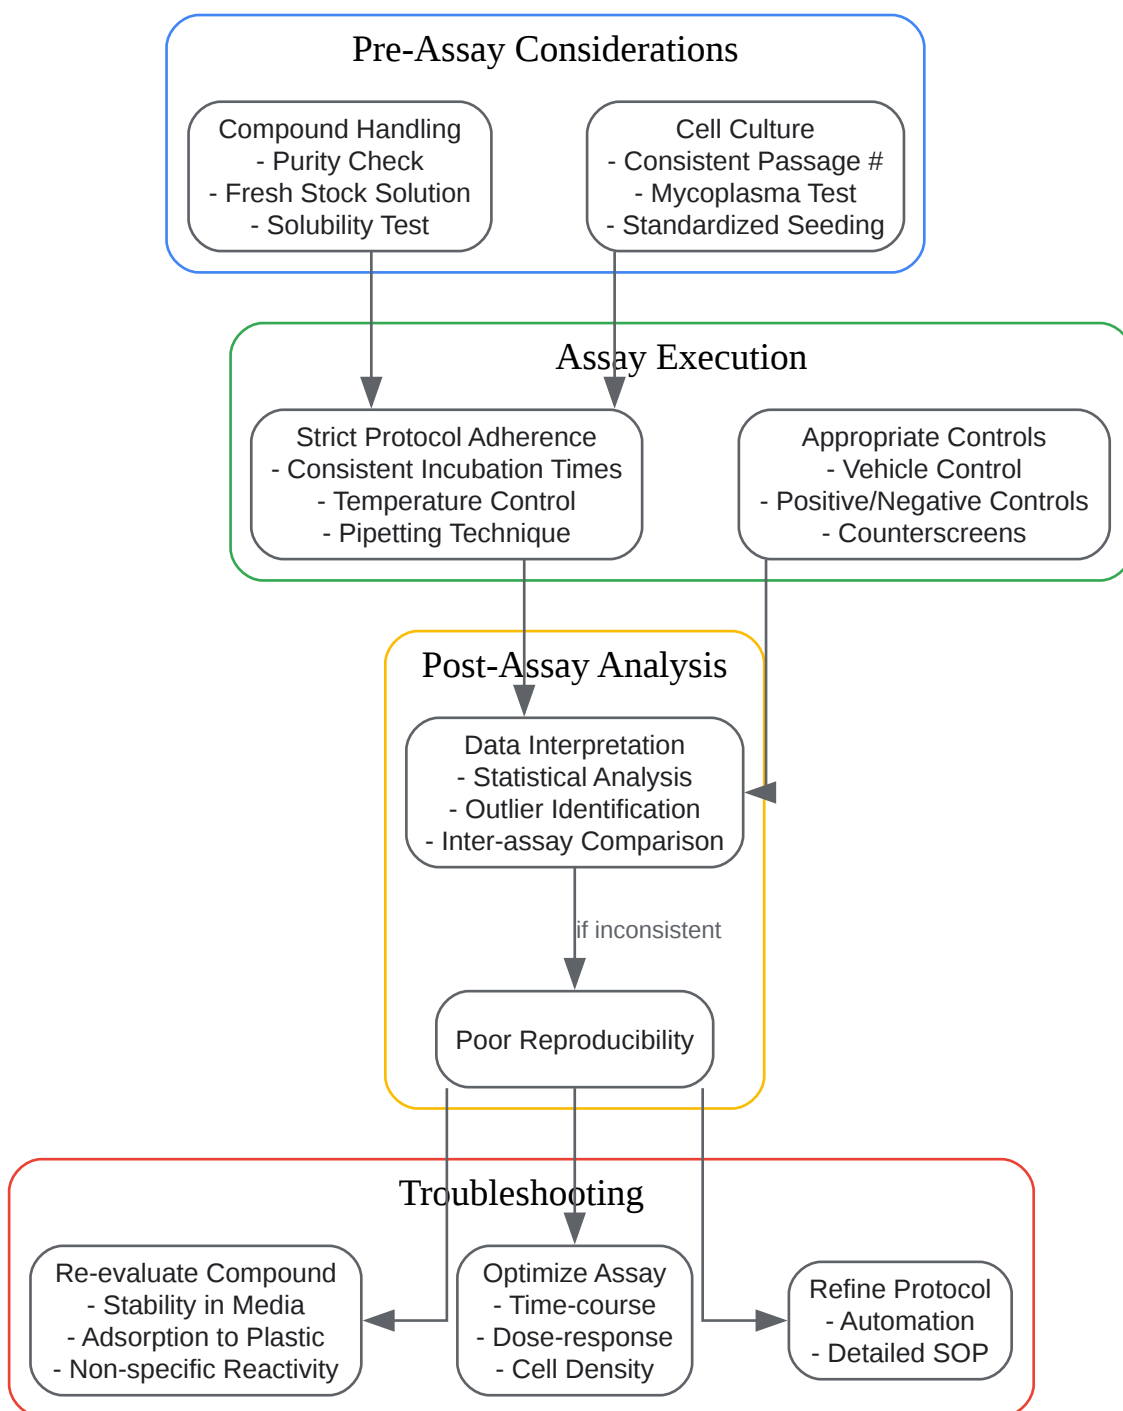 Pre-Assay Considerations
Compound Handling
- Purity Check
- Fresh Stock Solution
- Solubility Test
Cell Culture
- Consistent Passage #
- Mycoplasma Test
- Standardized Seeding
Assay Execution
Strict Protocol Adherence
- Consistent Incubation Times
- Temperature Control
- Pipetting Technique
Appropriate Controls
- Vehicle Control
- Positive/Negative Controls
- Counterscreens
Post-Assay Analysis
Data Interpretation
- Statistical Analysis
- Outlier Identification
- Inter-assay Comparison
if inconsistent
Poor Reproducibility
Troubleshooting
Re-evaluate Compound
- Stability in Media
- Adsorption to Plastic
- Non-specific Reactivity
Optimize Assay
- Time-course
- Dose-response
- Cell Density
Refine Protocol
- Automation
- Detailed SOP